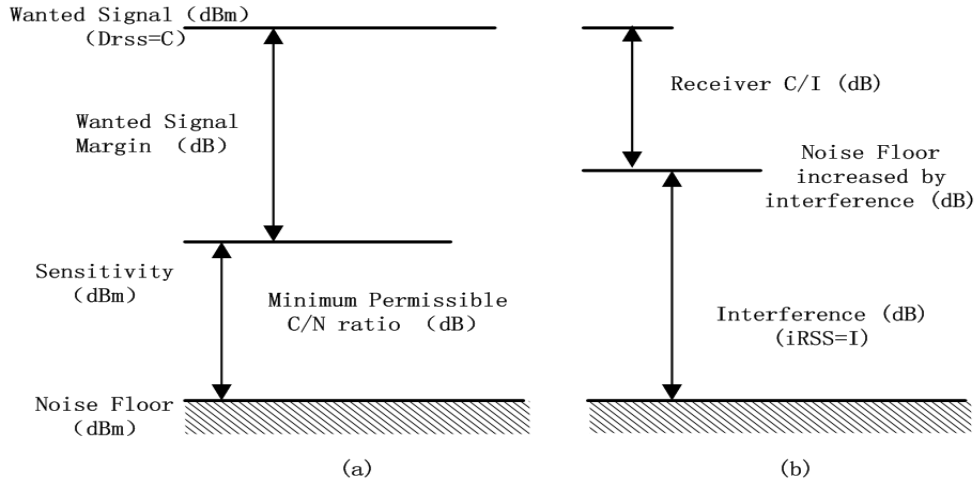 Wanted Signal (dBm)
(Drss=C)
Wanted Signal
Margin (dB)
Sensitivity
(dBm)
Minimum Permissible
C/N ratio (dB)
Noise Floor
(dBm)
(a)
Receiver C/I (dB)
Noise Floor
increased by
interference (dB)
Interference (dB)
(iRSS=I)
(b)